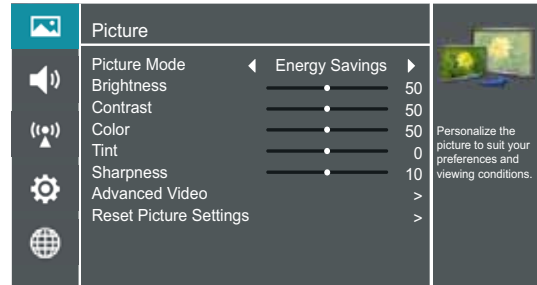 Picture
Picture Mode Energy Savings
Brightness 50
Contrast 50
Color 50
Tint 0
Sharpness 10
Advanced Video >
Reset Picture Settings >
Personalize the
picture to suit your
preferences and
viewing conditions.